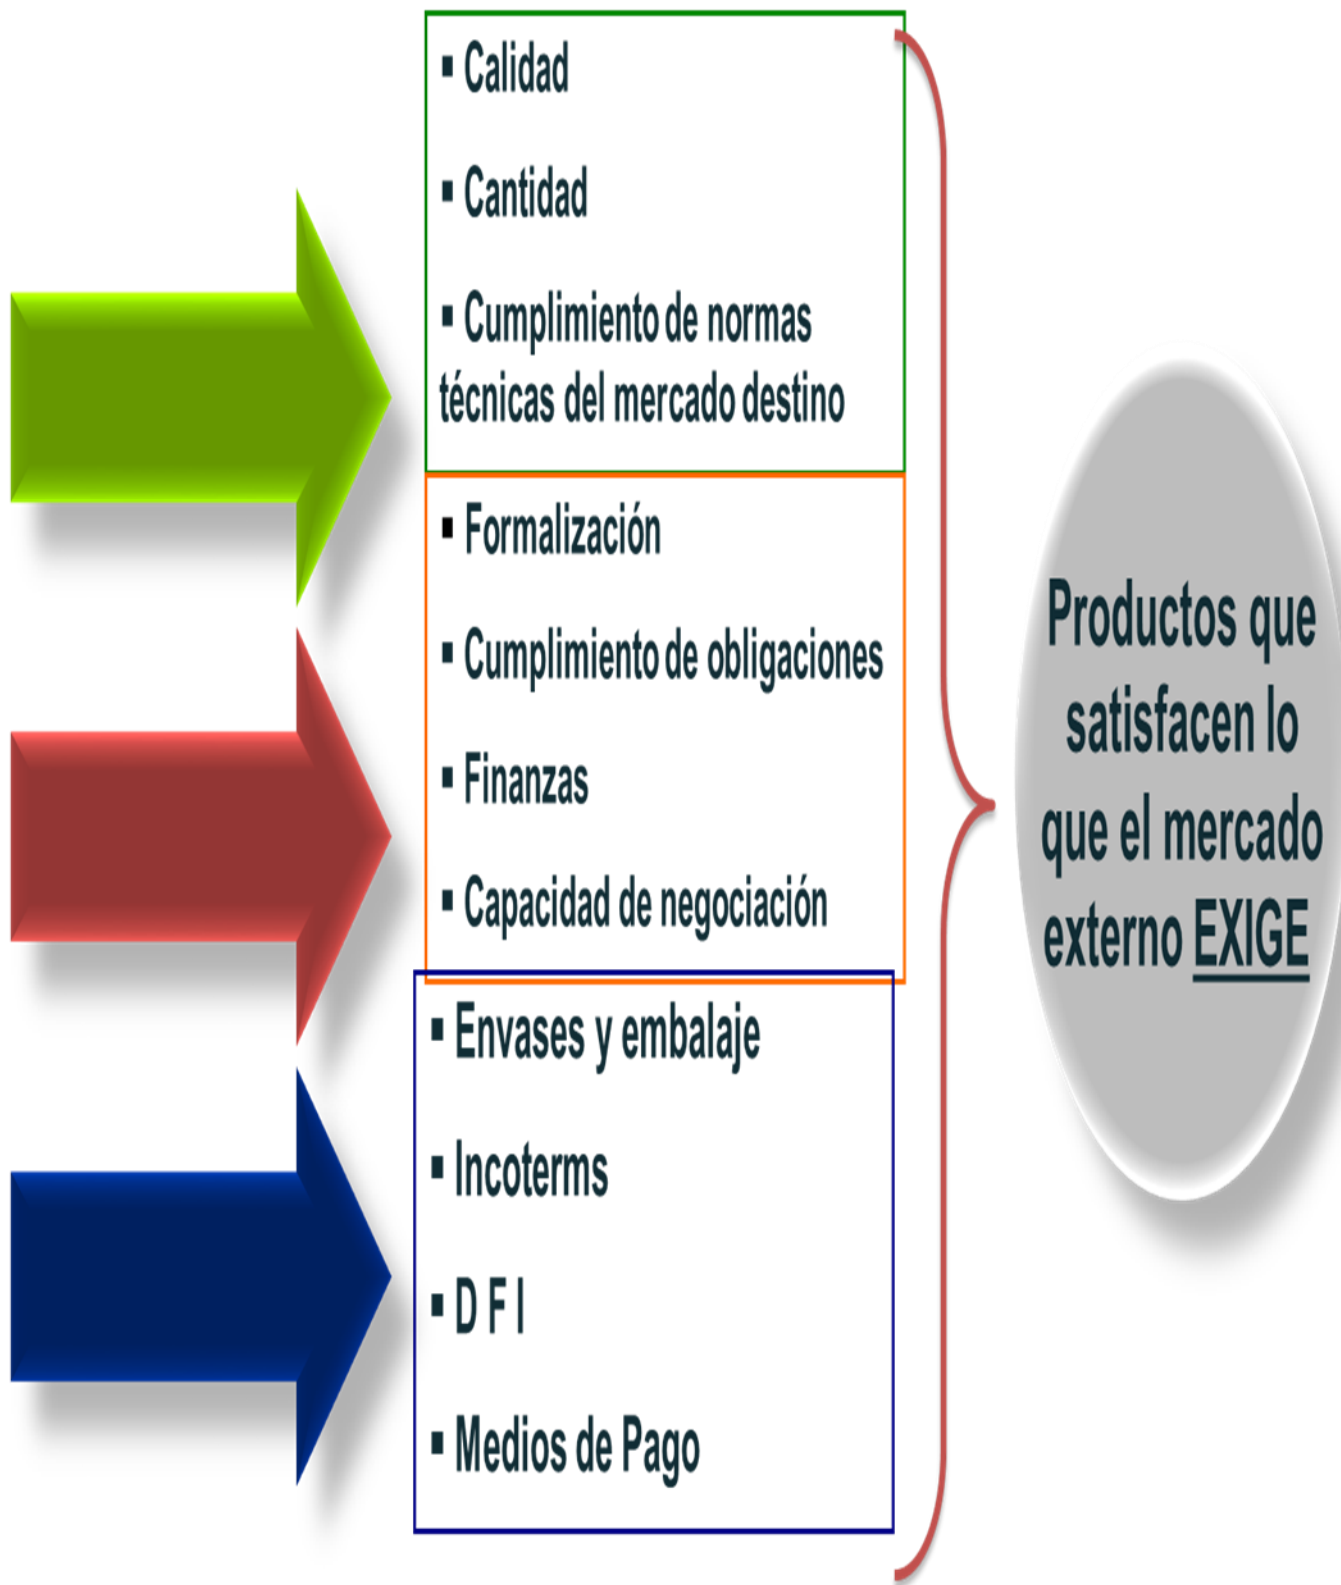 ▪ Calidad
▪ Cantidad
▪ Cumplimiento de normas
técnicas del mercado destino
▪ Formalización
▪ Cumplimiento de obligaciones
▪ Finanzas
▪ Capacidad de negociación
▪ Envases y embalaje
▪ Incoterms
▪ D F I
▪ Medios de Pago
Productos que
satisfacen lo
que el mercado
externo EXIGE